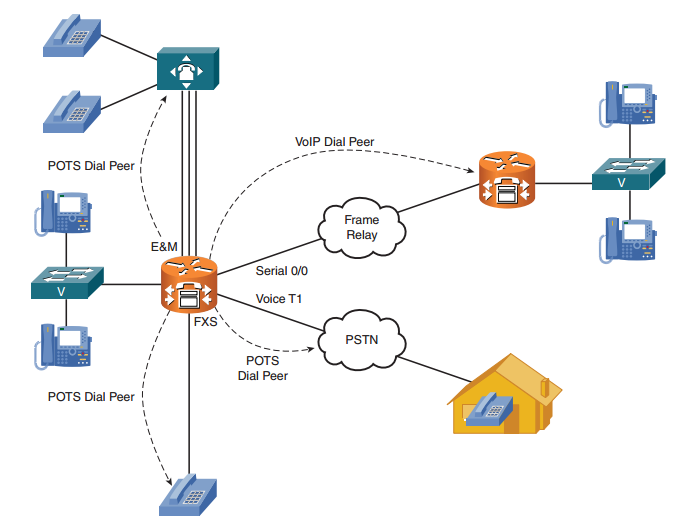 VoIP Dial Peer
POTS Dial Peer
V
Frame
Relay
E&M
Serial 0/0
V
Voice T1
FXS
PSTN
POTS
Dial Peer
POTS Dial Peer